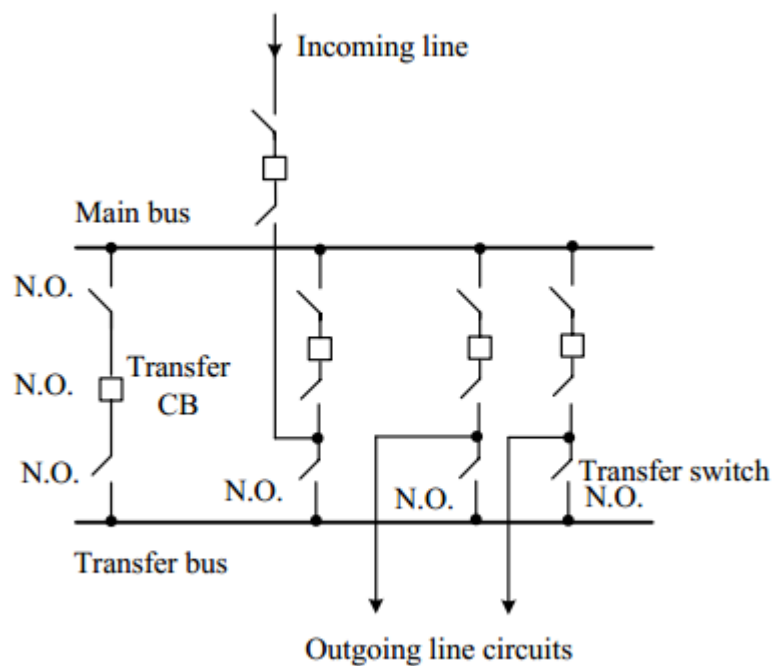 Incoming line
Main bus
N.O.
N.O.
Transfer
CB
N.O.
N.O.
N.O.
Transfer switch
N.O.
Transfer bus
Outgoing line circuits